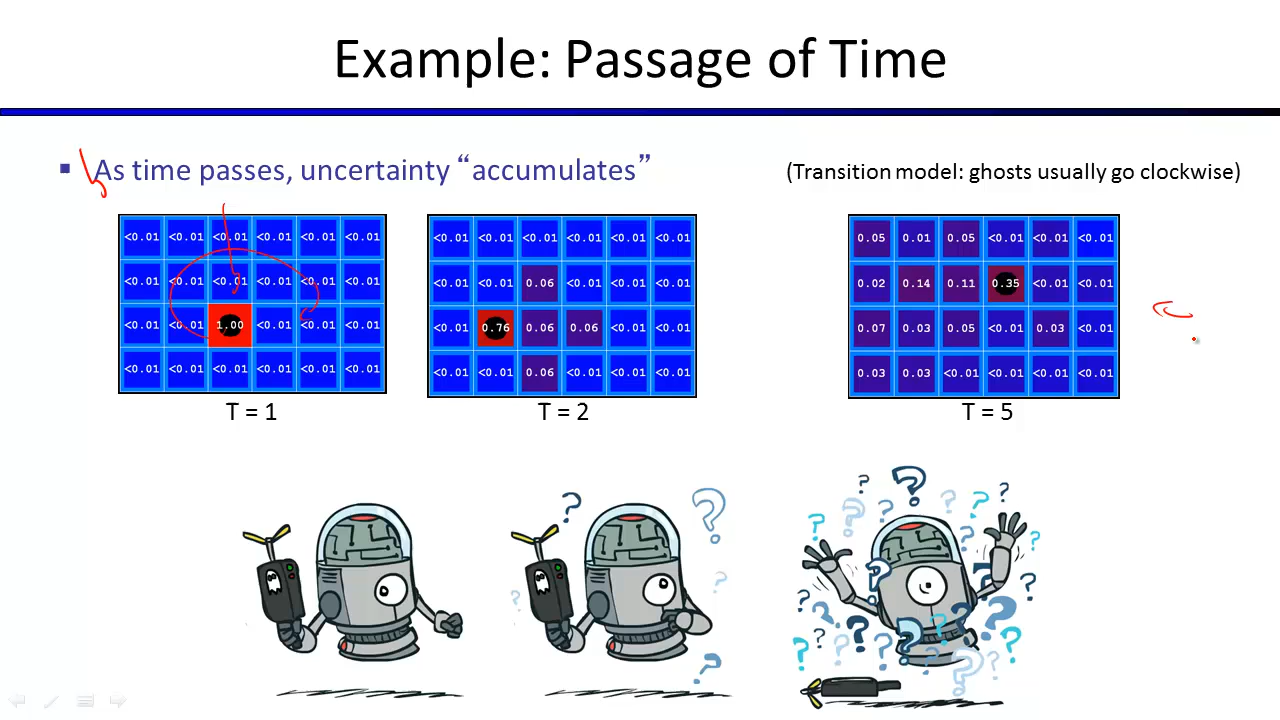 Example: Passage of Time
▪ As time passes, uncertainty “accumulates”
(Transition model: ghosts usually go clockwise)
<0.01 <0.01 <0.01 <0.01 <0.01 <0.01
<0.01 <0.01 <0.01 <0.01 <0.01 <0.01
<0.01 <0.01 1.00 <0.01 <0.01 <0.01
<0.01 <0.01 <0.01 <0.01 <0.01 <0.01
T = 1
<0.01 <0.01 <0.01 <0.01 <0.01 <0.01
<0.01 <0.01 0.06 <0.01 <0.01 <0.01
<0.01 0.76 0.06 0.06 <0.01 <0.01
<0.01 <0.01 0.06 <0.01 <0.01 <0.01
T = 2
0.05 0.01 0.05 <0.01 <0.01 <0.01
0.02 0.14 0.11 0.35 <0.01 <0.01
0.07 0.03 0.05 <0.01 0.03 <0.01
0.03 0.03 <0.01 <0.01 <0.01 <0.01
T = 5
? ?
? ?
?